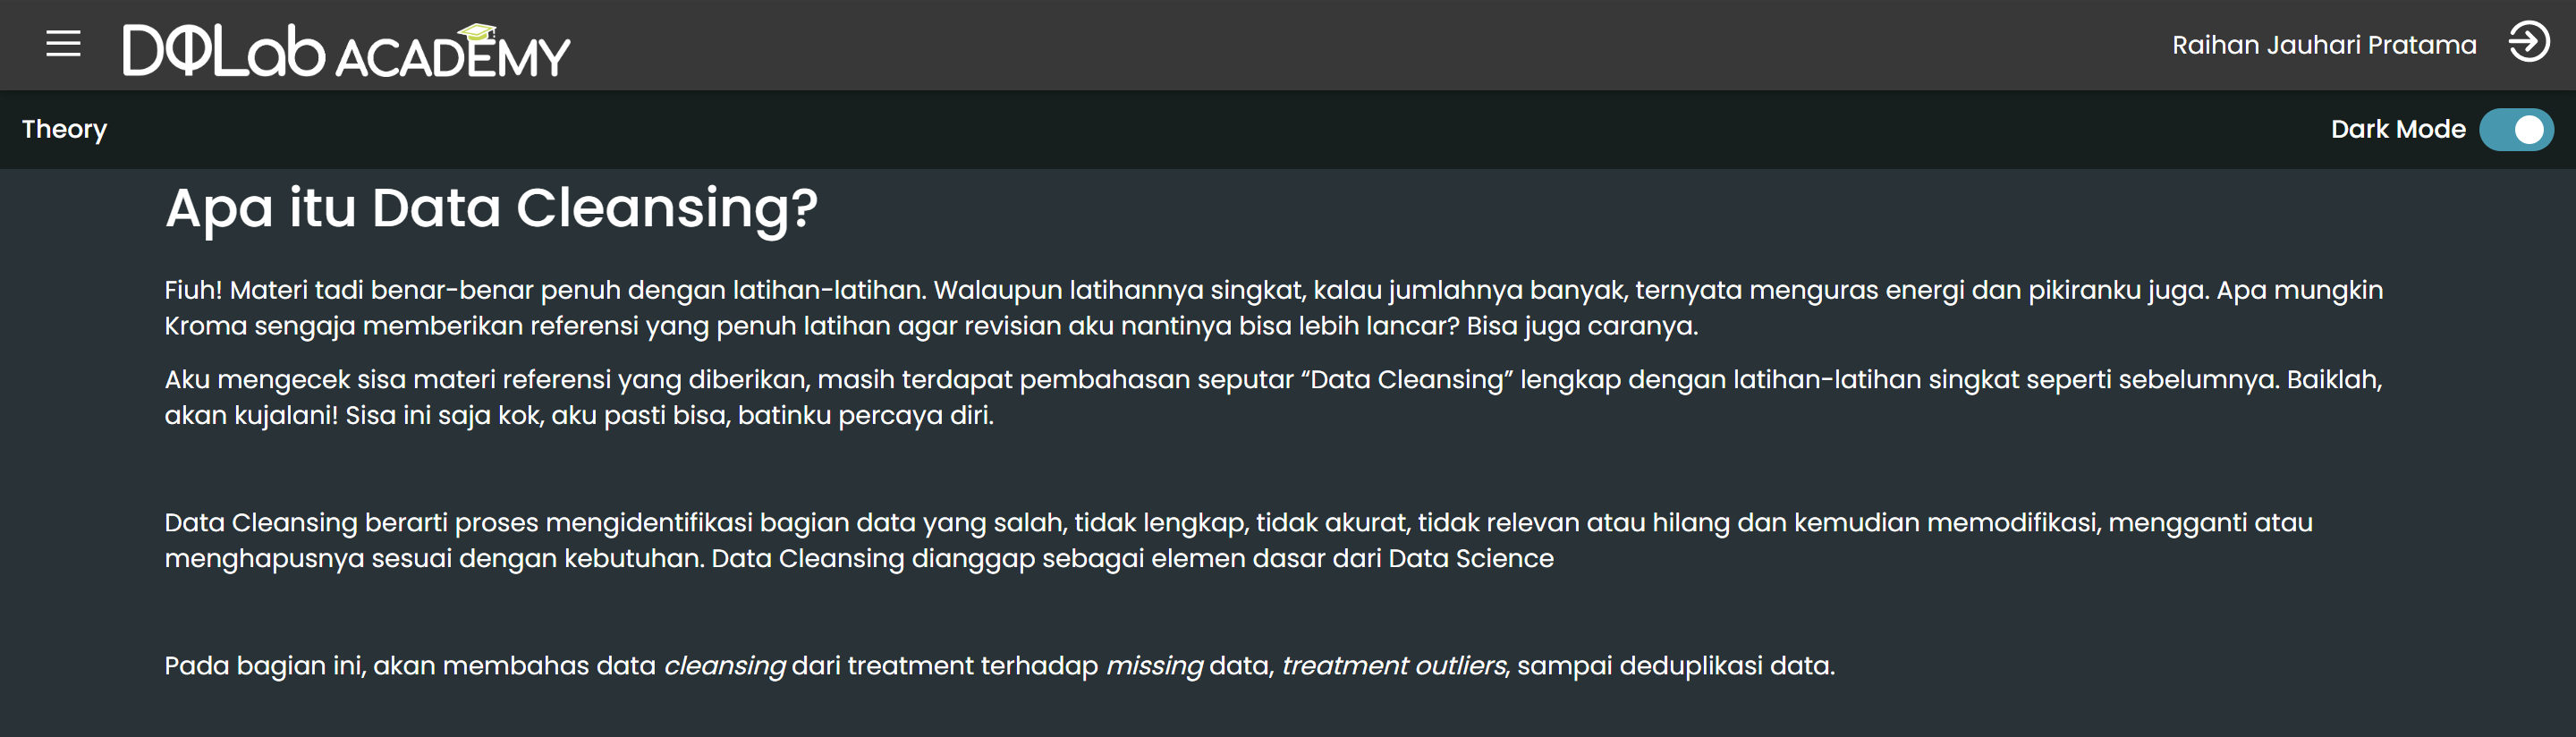 DQLab ACADEMY
Raihan Jauhari Pratama
Theory
Dark Mode
Apa itu Data Cleansing?
Fiuh! Materi tadi benar-benar penuh dengan latihan-latihan. Walaupun latihannya singkat, kalau jumlahnya banyak, ternyata menguras energi dan pikiranku juga. Apa mungkin
Kroma sengaja memberikan referensi yang penuh latihan agar revisian aku nantinya bisa lebih lancar? Bisa juga caranya.
Aku mengecek sisa materi referensi yang diberikan, masih terdapat pembahasan seputar “Data Cleansing” lengkap dengan latihan-latihan singkat seperti sebelumnya. Baiklah,
akan kujalani! Sisa ini saja kok, aku pasti bisa, batinku percaya diri.
Data Cleansing berarti proses mengidentifikasi bagian data yang salah, tidak lengkap, tidak akurat, tidak relevan atau hilang dan kemudian memodifikasi, mengganti atau
menghapusnya sesuai dengan kebutuhan. Data Cleansing dianggap sebagai elemen dasar dari Data Science
Pada bagian ini, akan membahas data cleansing dari treatment terhadap missing data, treatment outliers, sampai deduplikasi data.